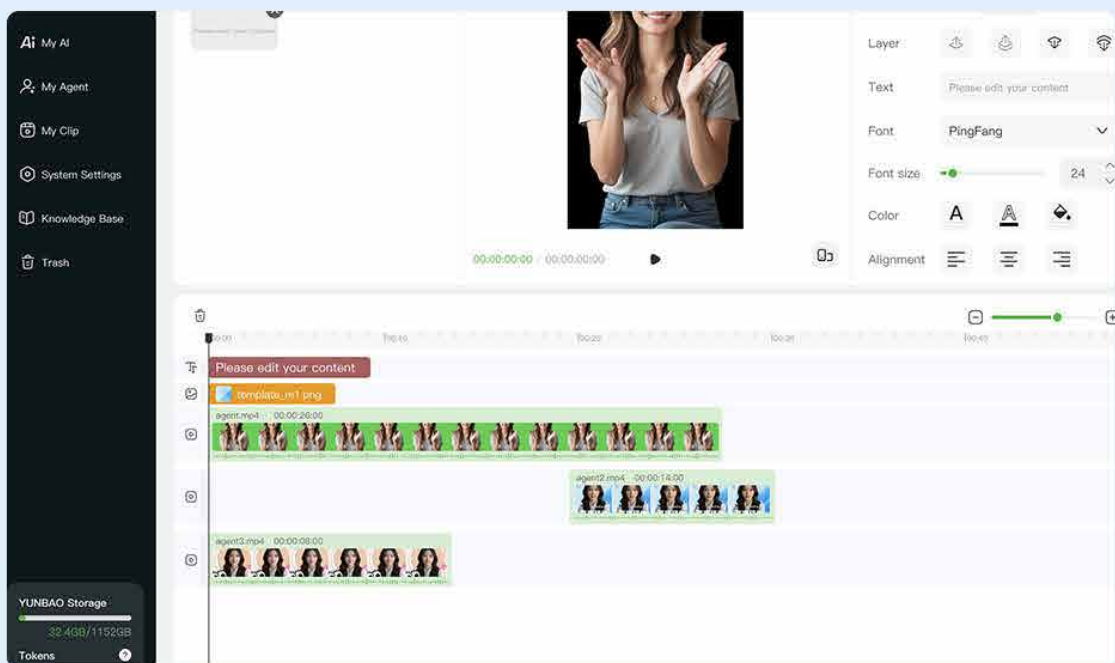 Ai My AI
My Agent
My Clip
System Settings
Knowledge Base
Trash
YUNBAO Storage
32.4GB/1152GB
Tokens
?
00:00:00:00 / 00:00:00:00
Layer
Text
Please edit your content
Font
PingFang
Font size
24
Color
A
A
Alignment
Please edit your content
template_m1.png
agent.mp4 00:00:26:00
agent2.mp4 00:00:14:00
agent3.mp4 00:00:08:00